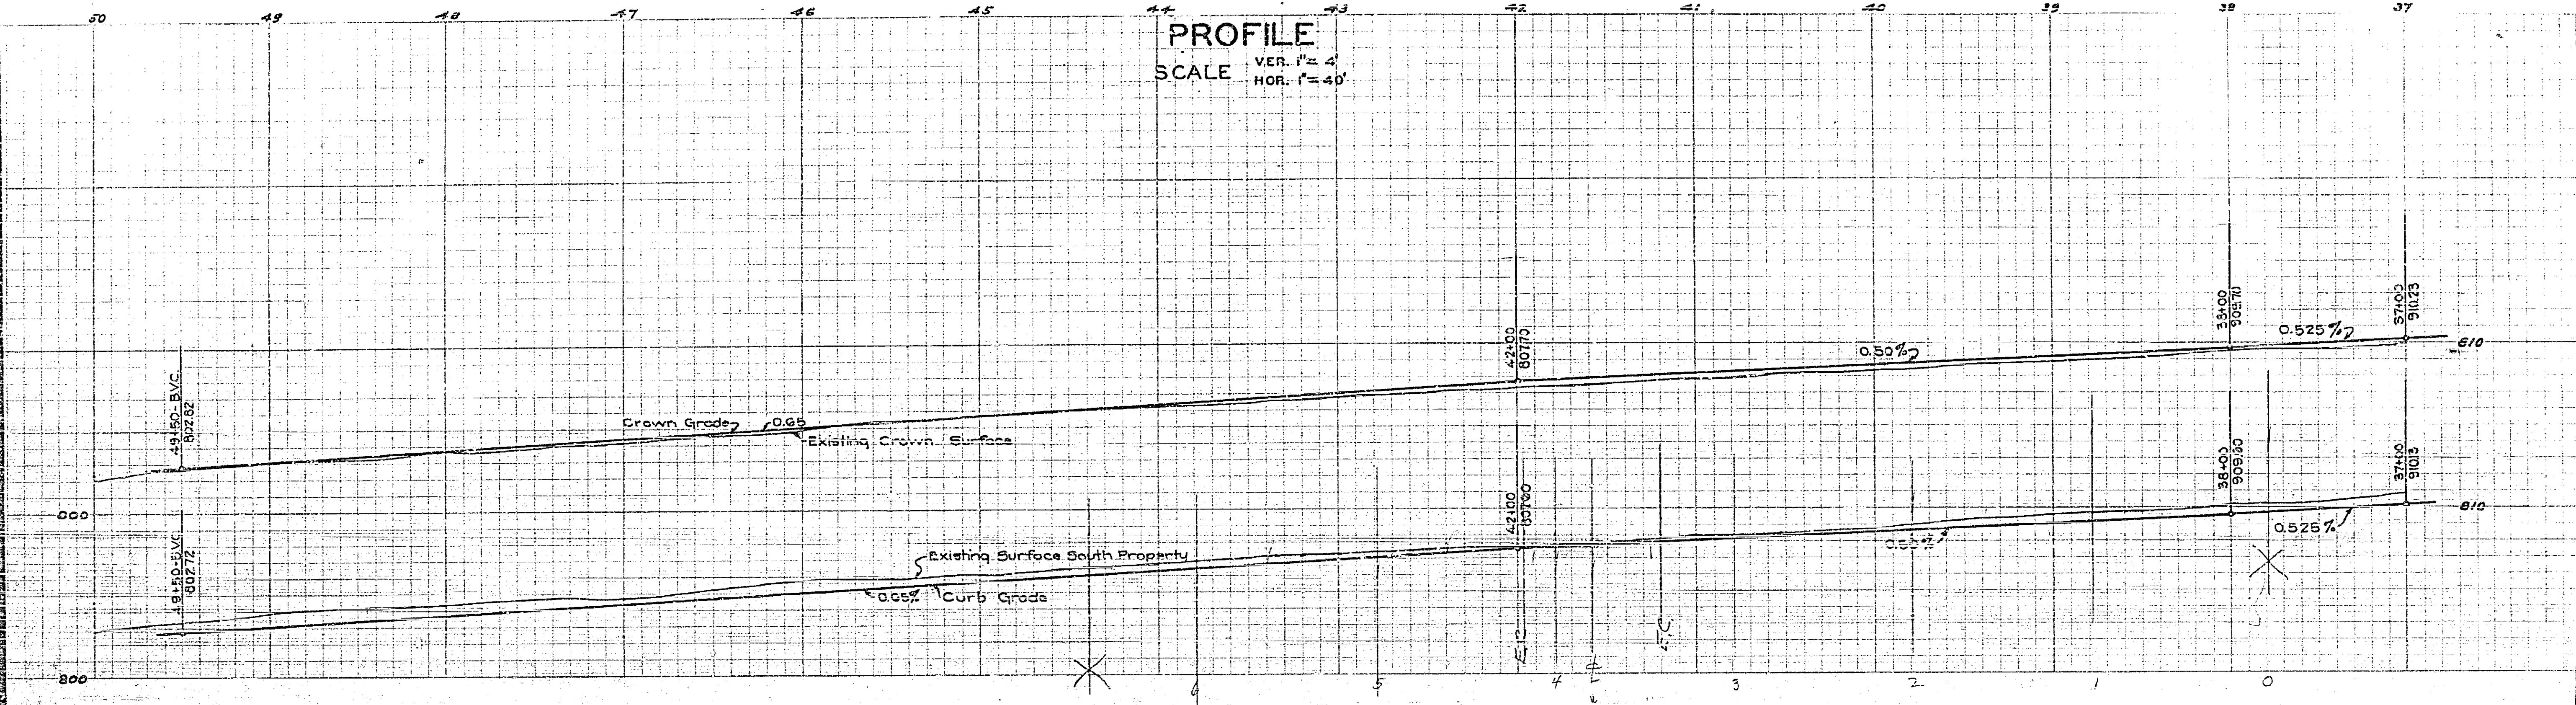 50 49 48 47 46 45 44 43 42 41 40 39 38 37
PROFILE
SCALE VER. 1"= 4'
HOR. 1"= 40'
49+50-B.V.C.
802.82
Crown Grade
0.65
Existing Crown Surface
42+00
807.70
0.50%
38+00
909.70
0.525%
37+00
910.23
810
800
49+50-B.V.C.
802.72
Existing Surface South Property
0.65%
Curb Grade
42+00
807.60
0.50%
38+00
909.60
0.525%
37+00
910.13
810
800
6 5 4 3 2 1 0